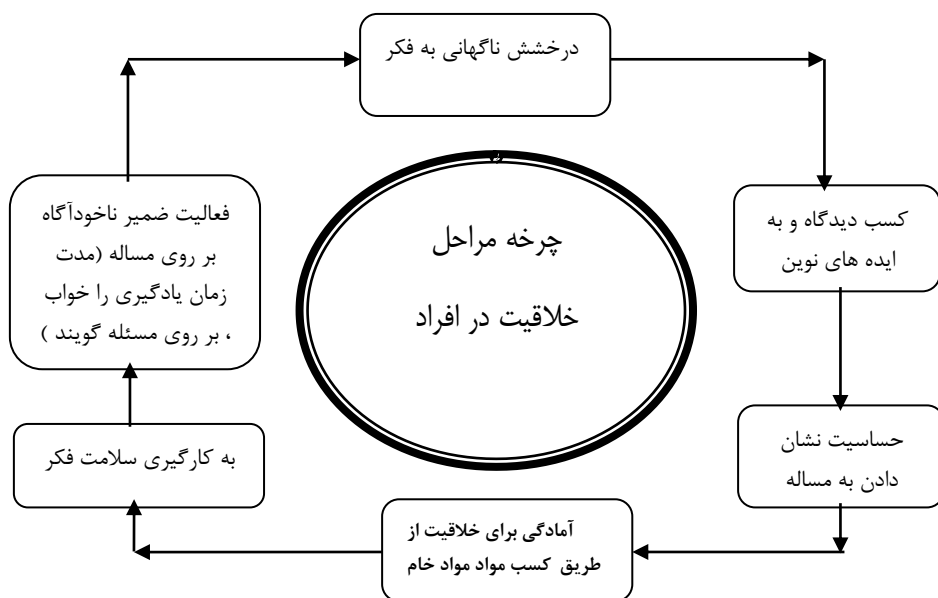 درخشش ناگهانی به فکر
فعالیت ضمیر ناخودآگاه
بر روی مساله (مدت
زمان یادگیری را خواب
، بر روی مسئله گویند )
چرخه مراحل
خلاقیت در افراد
کسب دیدگاه و به
ایده های نوین
حساسیت نشان
دادن به مساله
به کارگیری سلامت فکر
آمادگی برای خلاقیت از
طریق کسب مواد مواد خام